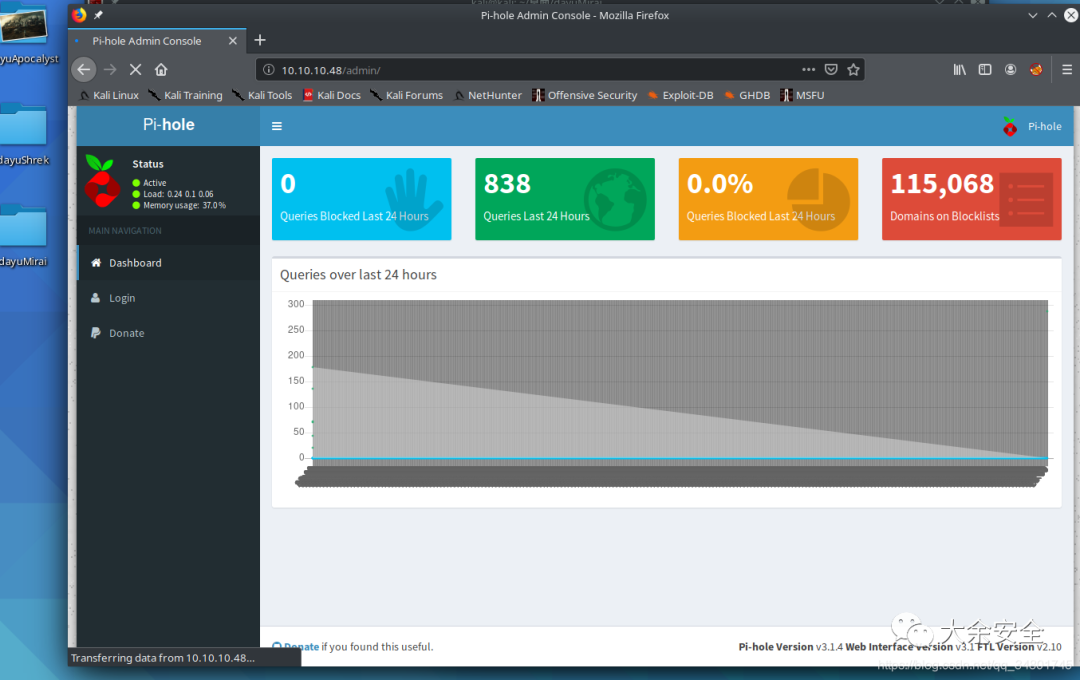 Pi-hole Admin Console - Mozilla Firefox
yuApocalyst
Pi-hole Admin Console
10.10.10.48/admin/
Kali Linux Kali Training Kali Tools Kali Docs Kali Forums NetHunter Offensive Security Exploit-DB GHDB MSFU
Pi-hole
Pi-hole
dayuShrek
Status
Active
Load: 0.24 0.1 0.06
Memory usage: 37.0 %
0
Queries Blocked Last 24 Hours
838
Queries Last 24 Hours
0.0%
Queries Blocked Last 24 Hours
115,068
Domains on Blocklists
MAIN NAVIGATION
dayuMirai
Dashboard
Login
Donate
Queries over last 24 hours
300
250
200
150
100
50
0
大余安全
Donate if you found this useful.
Pi-hole Version v3.1.4 Web Interface Version v3.1 FTL Version v2.10
Transferring data from 10.10.10.48...